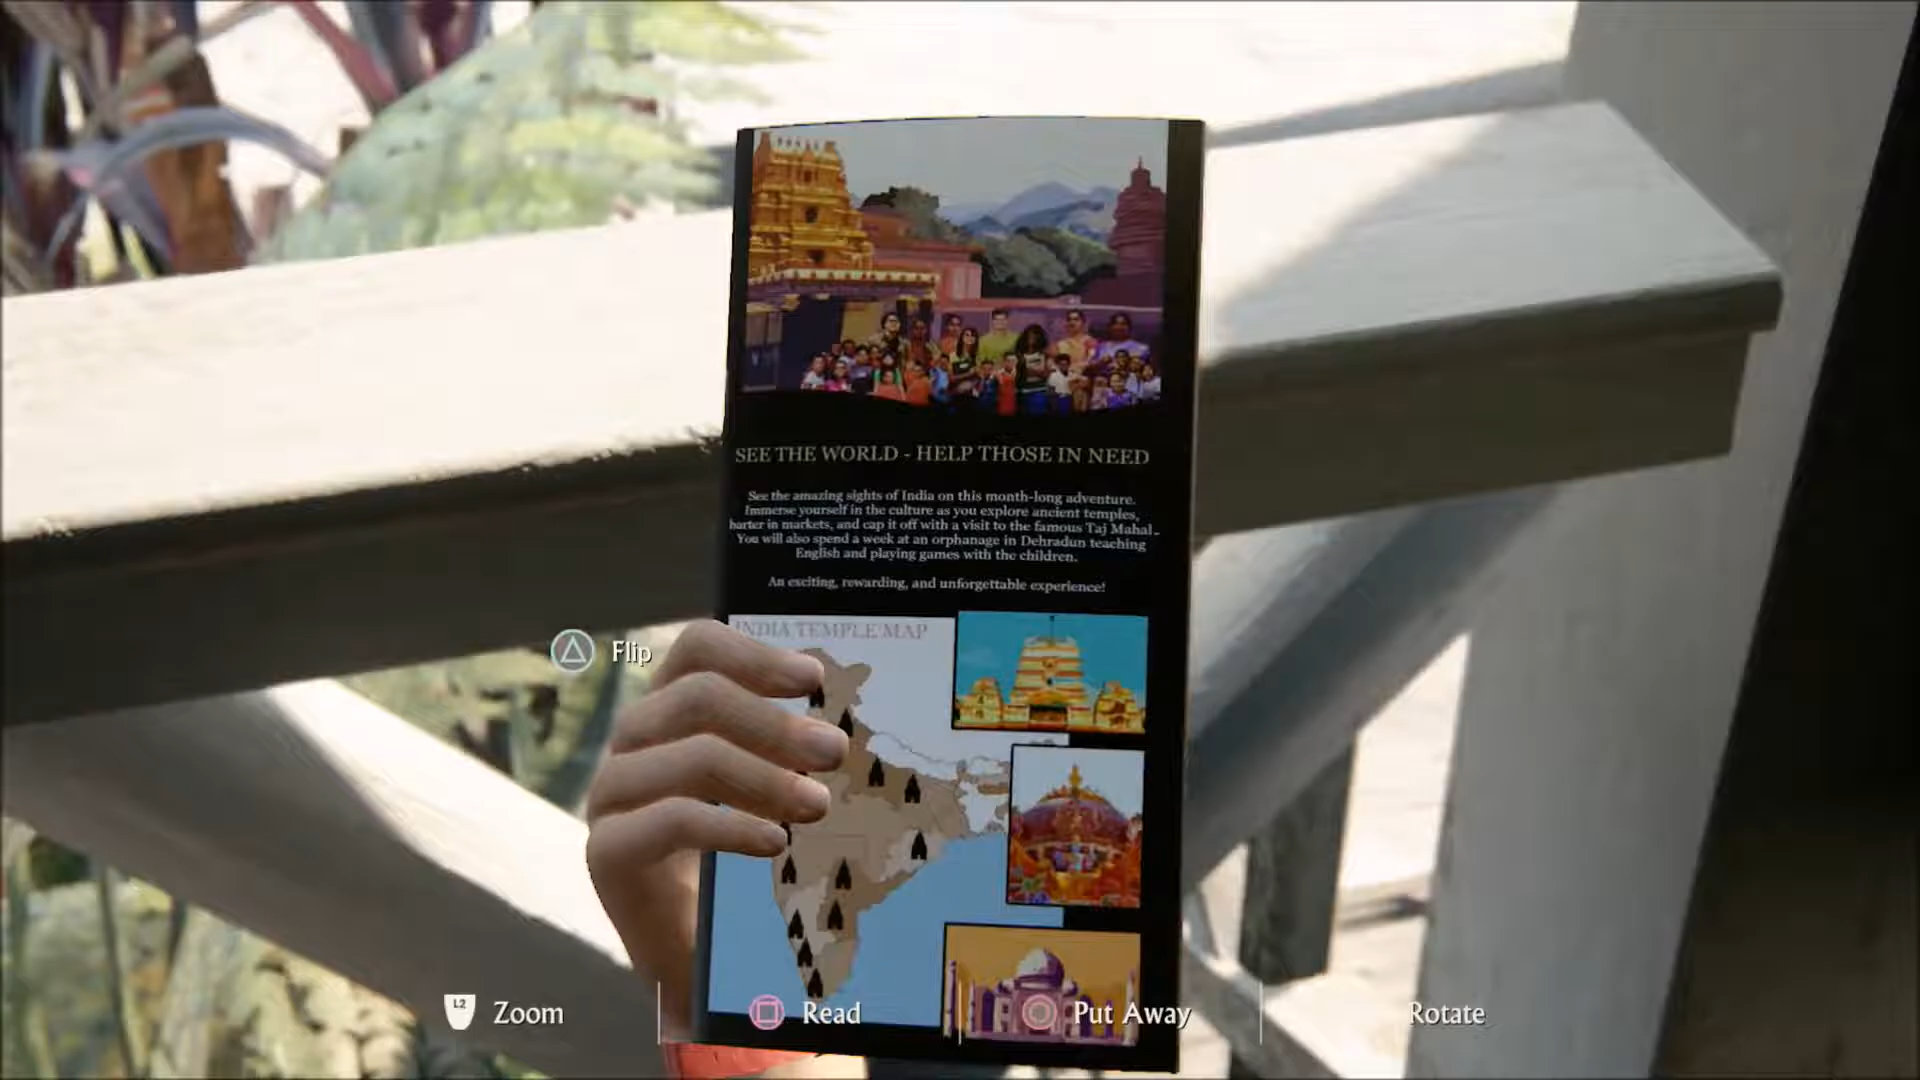 SEE THE WORLD - HELP THOSE IN NEED
See the amazing sights of India on this month-long adventure.
Immerse yourself in the culture as you explore ancient temples,
barter in markets, and cap it off with a visit to the famous Taj Mahal.
You will also spend a week at an orphanage in Dehradun teaching
English and playing games with the children.
An exciting, rewarding, and unforgettable experience!
INDIA TEMPLE MAP
Flip
L2 Zoom
Read
Put Away
Rotate